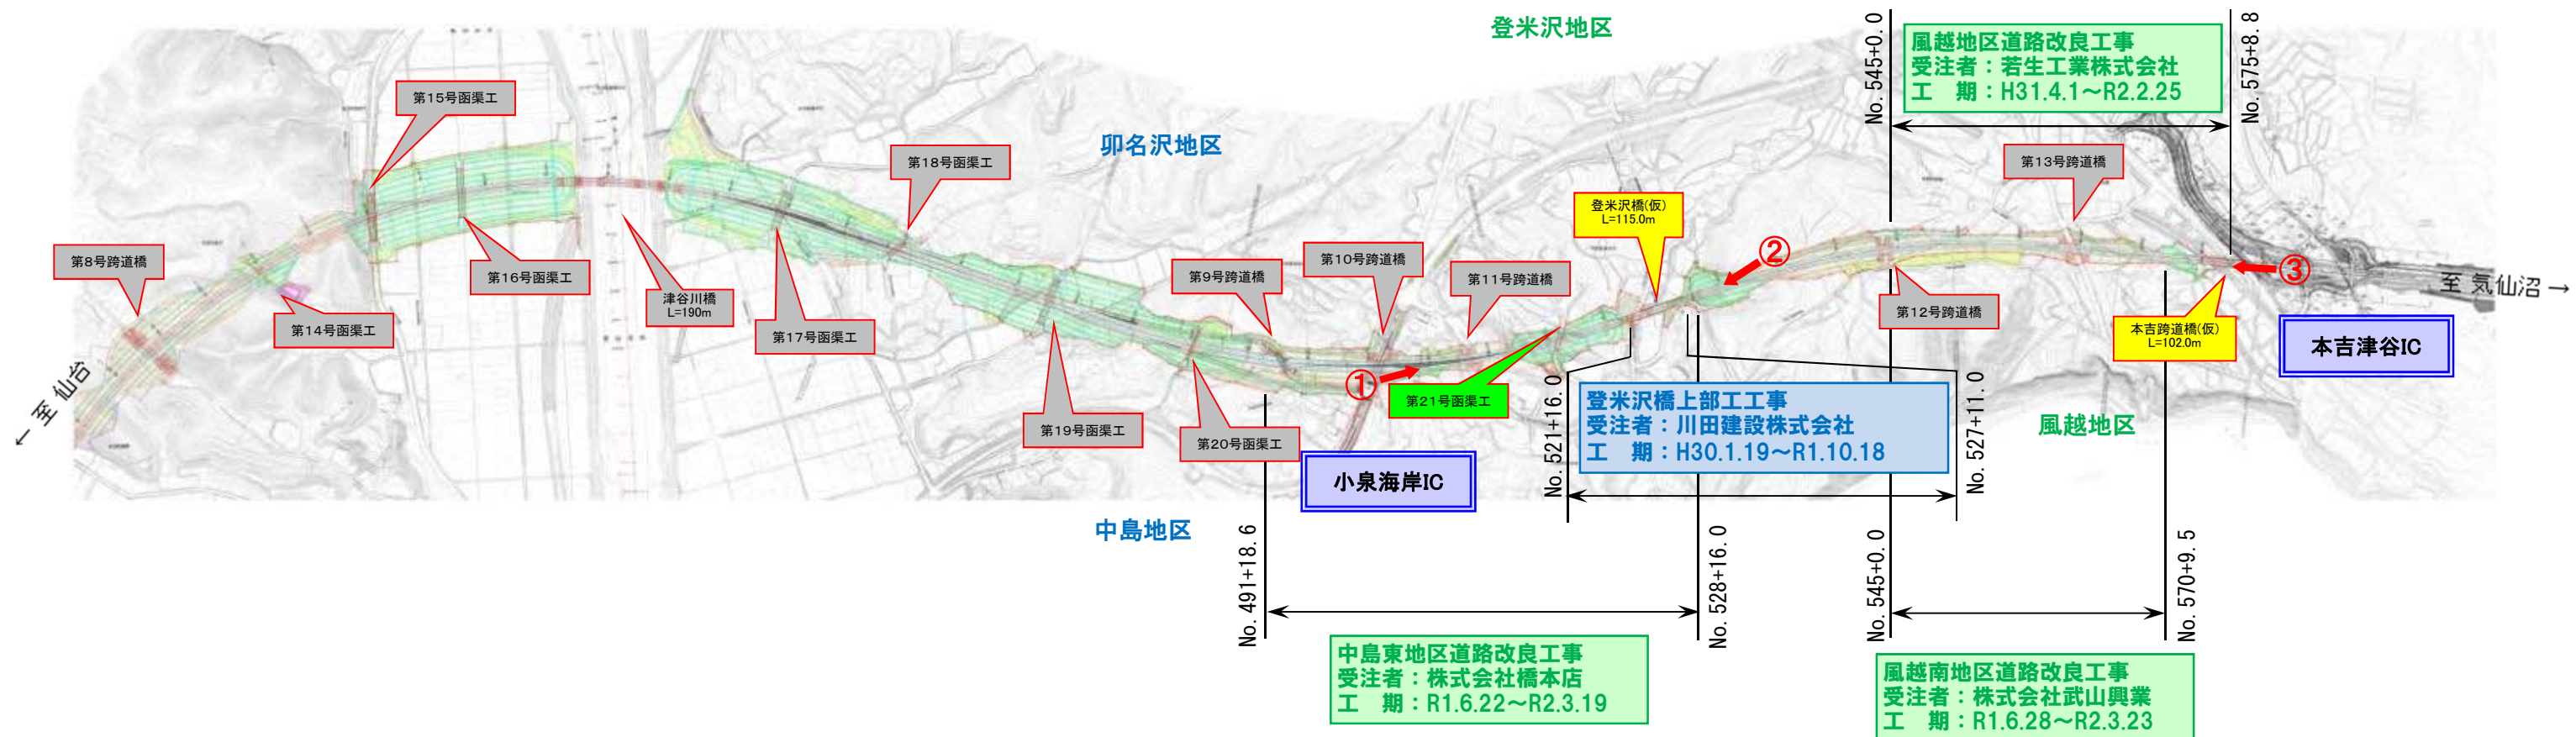 登米沢地区
No. 545+0.0
風越地区道路改良工事
受注者：若生工業株式会社
工　期：H31.4.1～R2.2.25
No. 575+8.8
第15号函渠工
卯名沢地区
第18号函渠工
第13号跨道橋
登米沢橋(仮)
L=115.0m
②
第8号跨道橋
第16号函渠工
第9号跨道橋
第10号跨道橋
第11号跨道橋
③
至 気仙沼 →
津谷川橋
L=190m
第14号函渠工
第17号函渠工
第12号跨道橋
本吉跨道橋(仮)
L=102.0m
本吉津谷IC
← 至 仙台
①
第21号函渠工
第19号函渠工
第20号函渠工
No. 521+16.0
登米沢橋上部工工事
受注者：川田建設株式会社
工　期：H30.1.19～R1.10.18
No. 527+11.0
風越地区
小泉海岸IC
中島地区
No. 491+18.6
No. 528+16.0
No. 545+0.0
No. 570+9.5
中島東地区道路改良工事
受注者：株式会社橋本店
工　期：R1.6.22～R2.3.19
風越南地区道路改良工事
受注者：株式会社武山興業
工　期：R1.6.28～R2.3.23